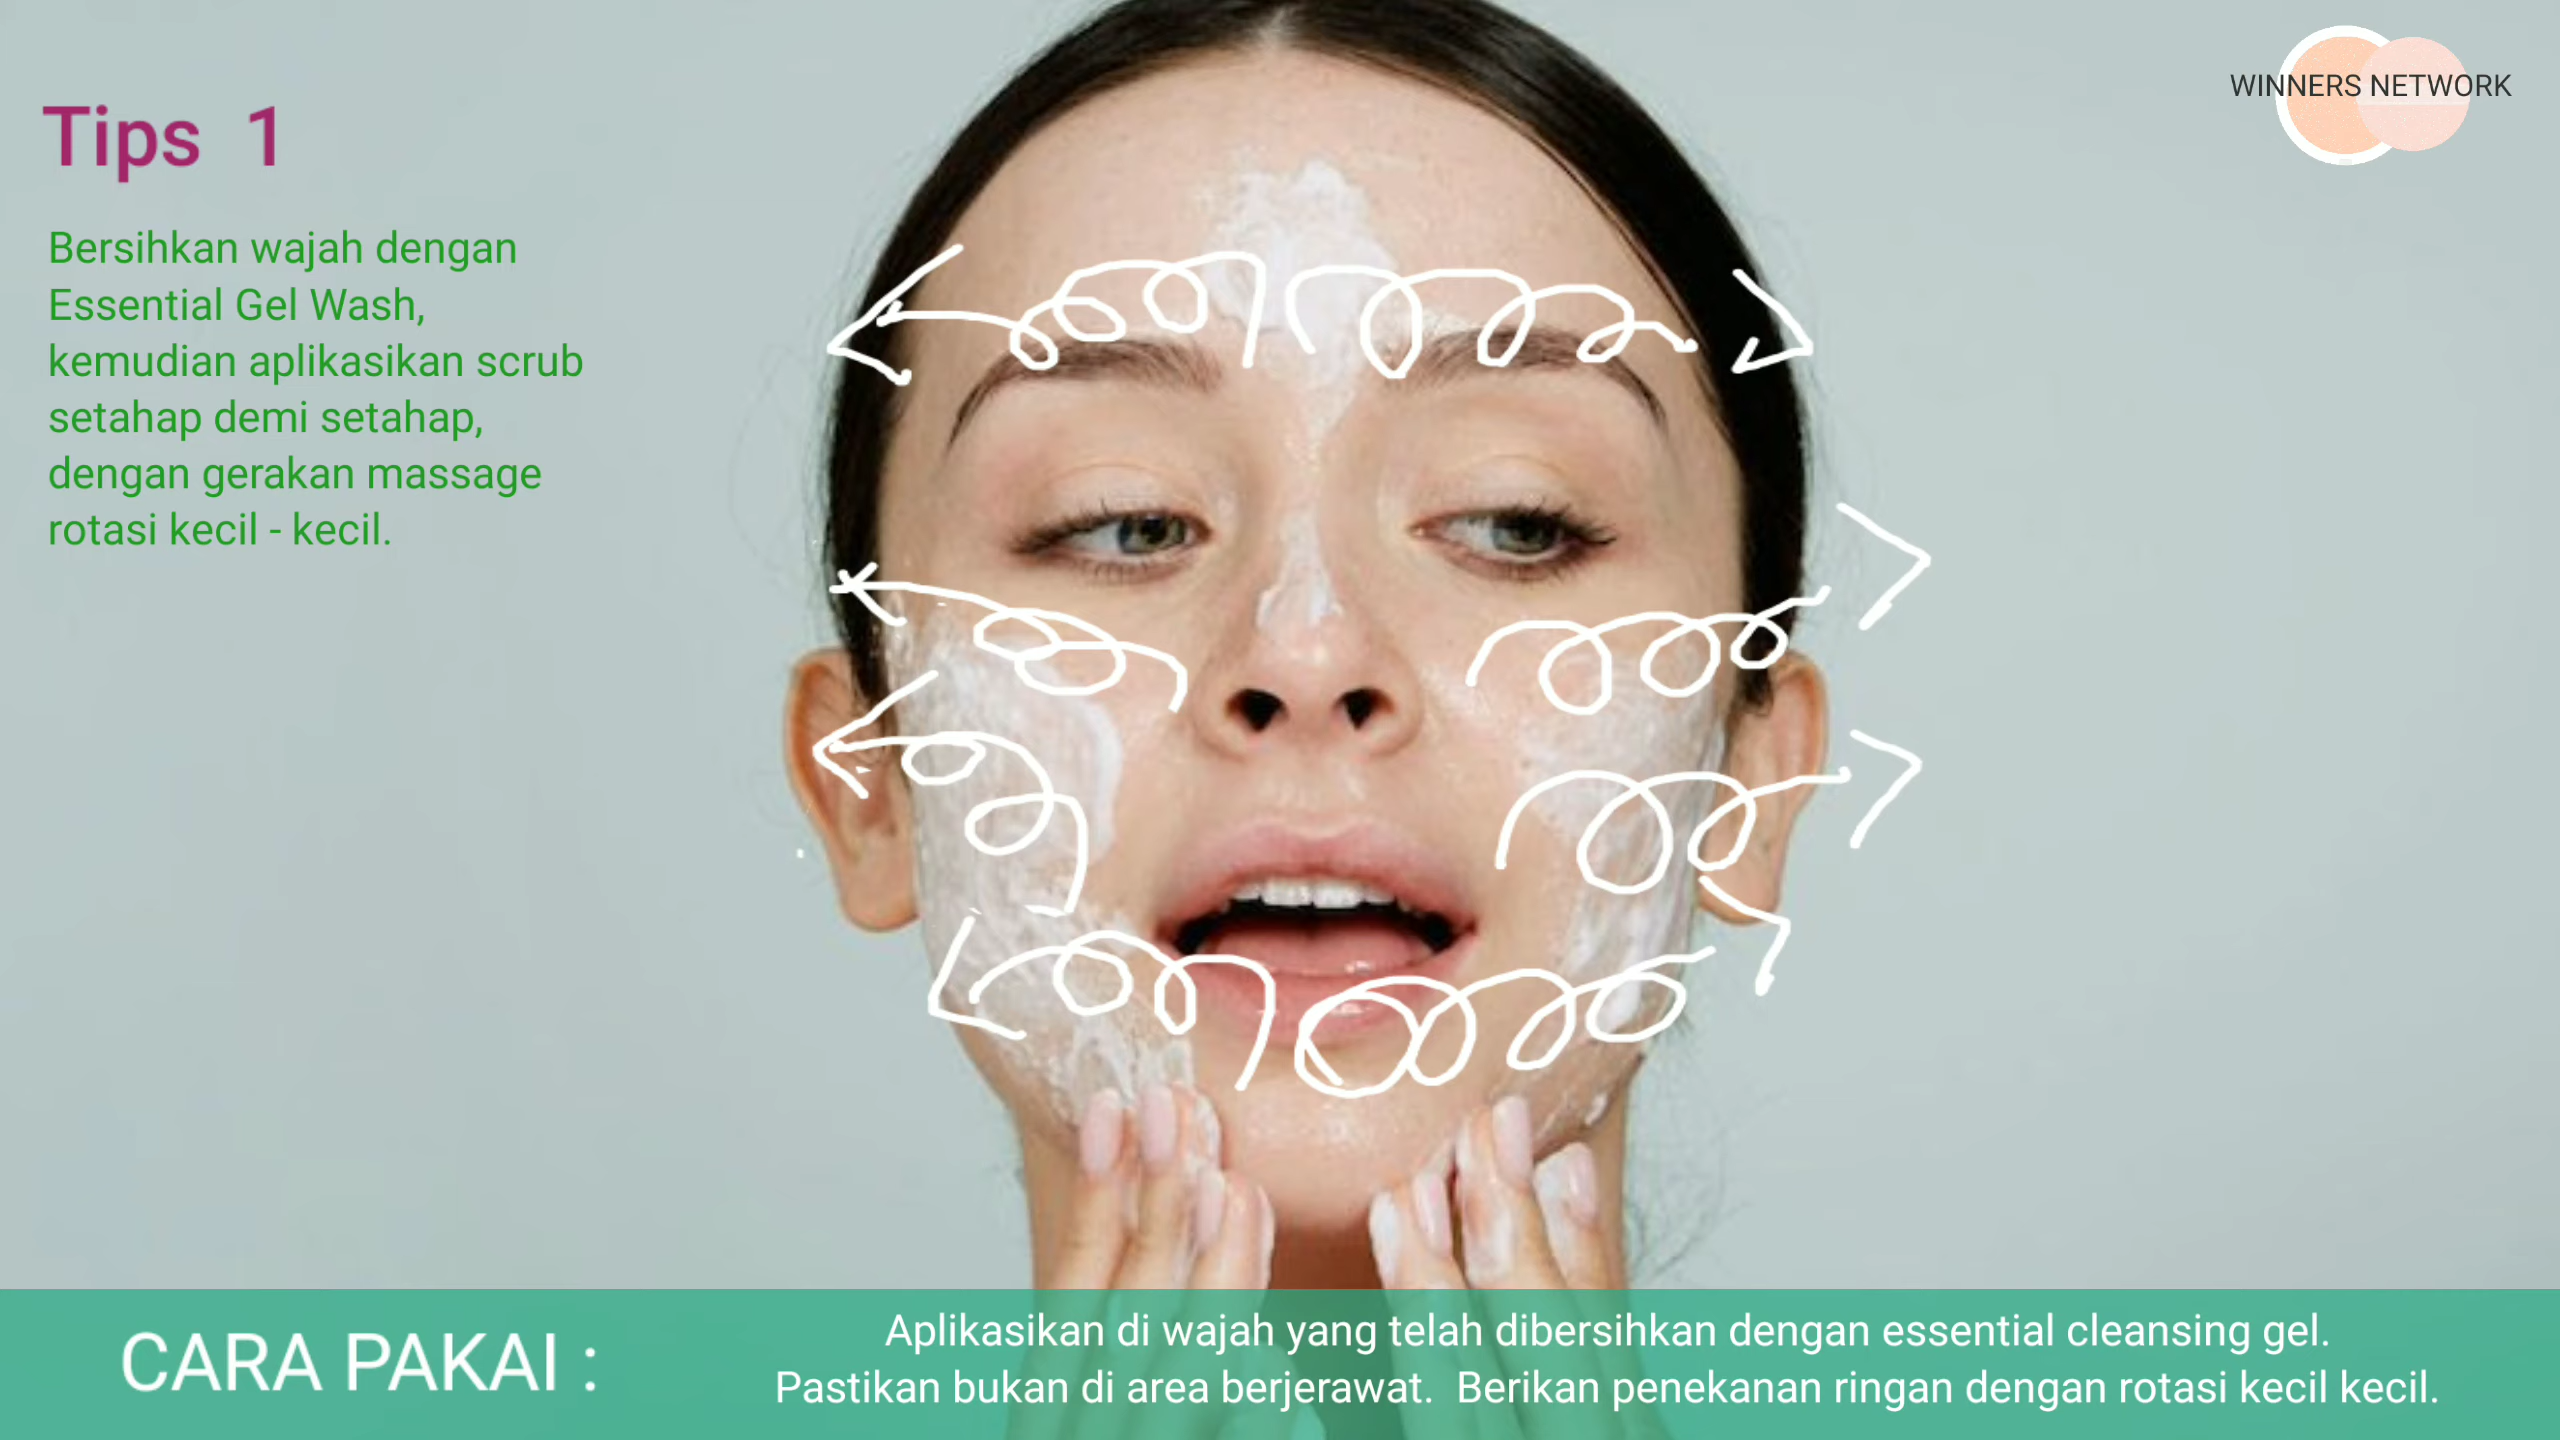 Tips 1
WINNERS NETWORK
Bersihkan wajah dengan
Essential Gel Wash,
kemudian aplikasikan scrub
setahap demi setahap,
dengan gerakan massage
rotasi kecil - kecil.
CARA PAKAI :
Aplikasikan di wajah yang telah dibersihkan dengan essential cleansing gel.
Pastikan bukan di area berjerawat. Berikan penekanan ringan dengan rotasi kecil kecil.